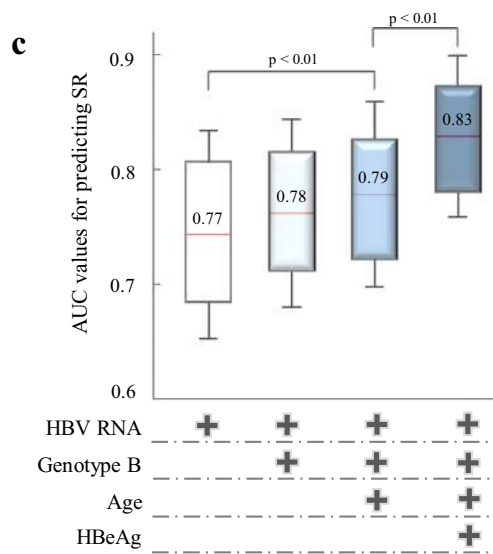 c
p < 0.01
p < 0.01
AUC values for predicting SR
0.9
0.8
0.7
0.6
0.77
0.78
0.79
0.83
HBV RNA + + + +
Genotype B + + +
Age + +
HBeAg +